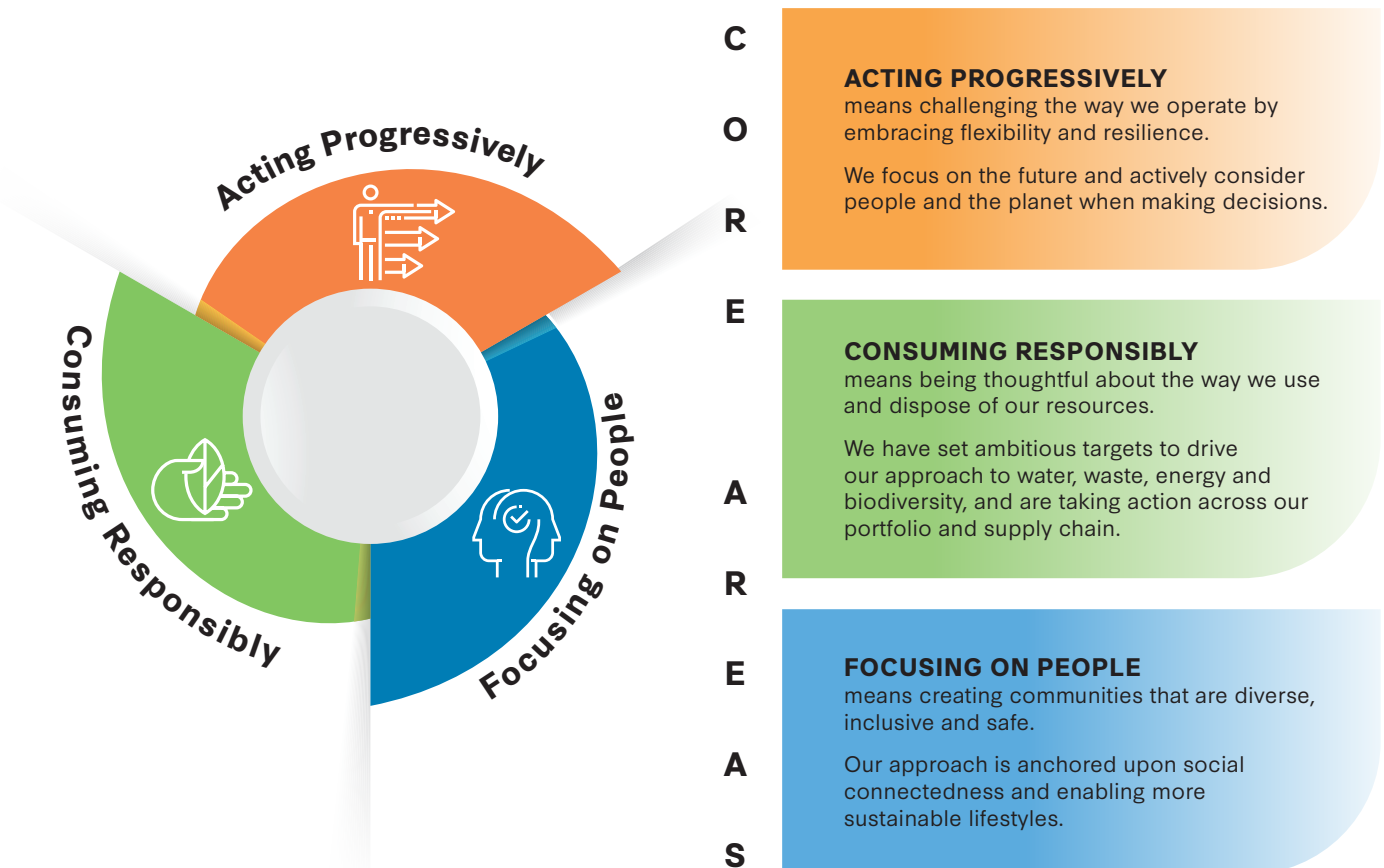 Acting Progressively
Consuming Responsibly
Focusing on People
C
O
R
E
A
R
E
A
S
ACTING PROGRESSIVELY
means challenging the way we operate by
embracing flexibility and resilience.
We focus on the future and actively consider
people and the planet when making decisions.
CONSUMING RESPONSIBLY
means being thoughtful about the way we use
and dispose of our resources.
We have set ambitious targets to drive
our approach to water, waste, energy and
biodiversity, and are taking action across our
portfolio and supply chain.
FOCUSING ON PEOPLE
means creating communities that are diverse,
inclusive and safe.
Our approach is anchored upon social
connectedness and enabling more
sustainable lifestyles.